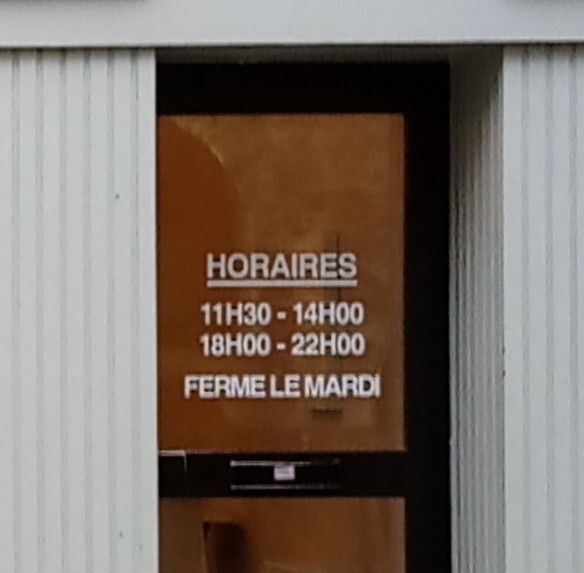 HORAIRES
11H30 - 14H00
18H00 - 22H00
FERME LE MARDI